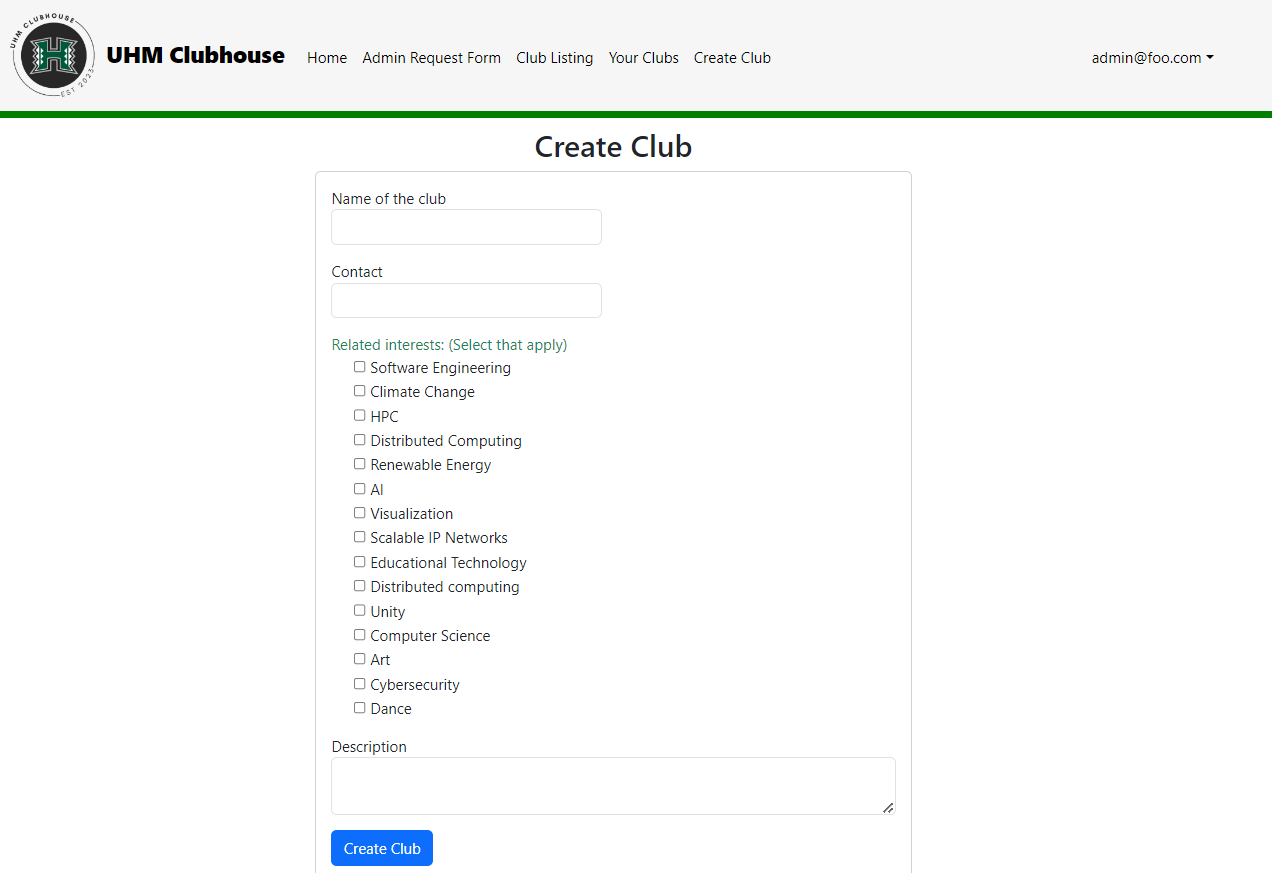 UHM CLUBHOUSE
EST 2023
UHM Clubhouse Home Admin Request Form Club Listing Your Clubs Create Club admin@foo.com
Create Club
Name of the club
Contact
Related interests: (Select that apply)
Software Engineering
Climate Change
HPC
Distributed Computing
Renewable Energy
AI
Visualization
Scalable IP Networks
Educational Technology
Distributed computing
Unity
Computer Science
Art
Cybersecurity
Dance
Description
Create Club